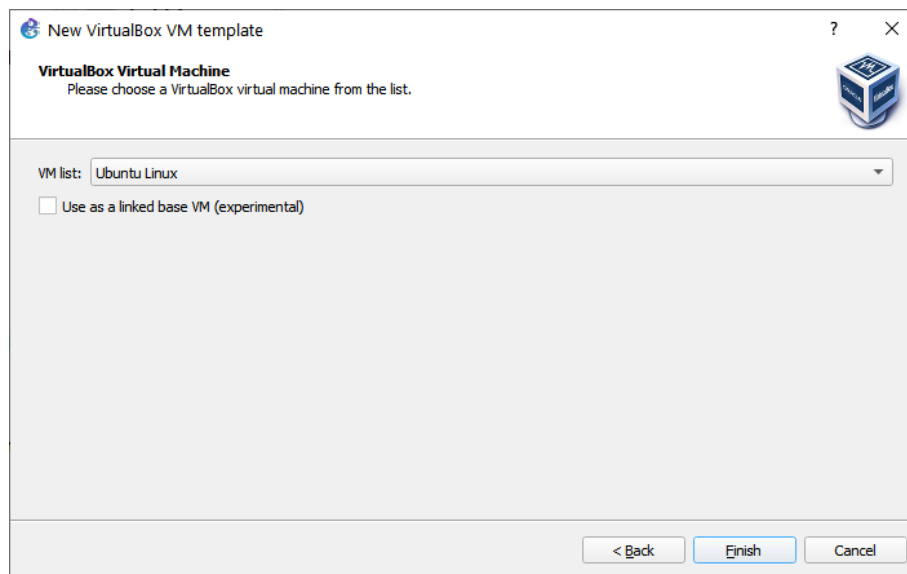 New VirtualBox VM template
VirtualBox Virtual Machine
Please choose a VirtualBox virtual machine from the list.
VM list: Ubuntu Linux
Use as a linked base VM (experimental)
< Back Finish Cancel